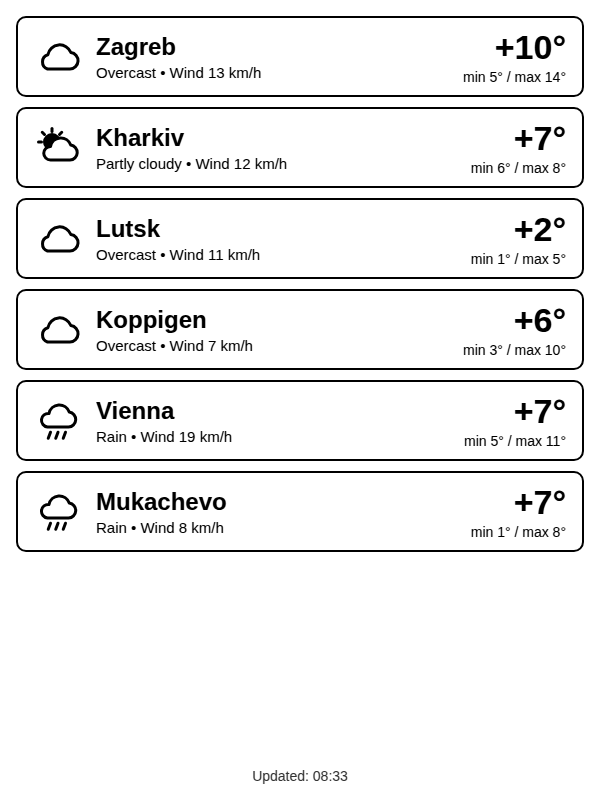 Zagreb
+10°
Overcast • Wind 13 km/h
min 5° / max 14°
Kharkiv
+7°
Partly cloudy • Wind 12 km/h
min 6° / max 8°
Lutsk
+2°
Overcast • Wind 11 km/h
min 1° / max 5°
Koppigen
+6°
Overcast • Wind 7 km/h
min 3° / max 10°
Vienna
+7°
Rain • Wind 19 km/h
min 5° / max 11°
Mukachevo
+7°
Rain • Wind 8 km/h
min 1° / max 8°
Updated: 08:33